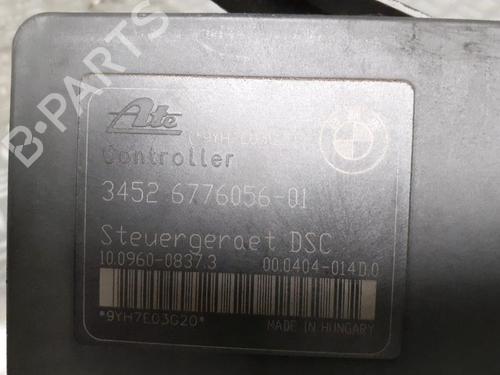 Ate
Controller
3452 6776056-01
Steuergeraet DSC
10.0960-0837.3 00.0404-014D.0
*9YH7E03G20*
MADE IN HUNGARY
B-PARTS